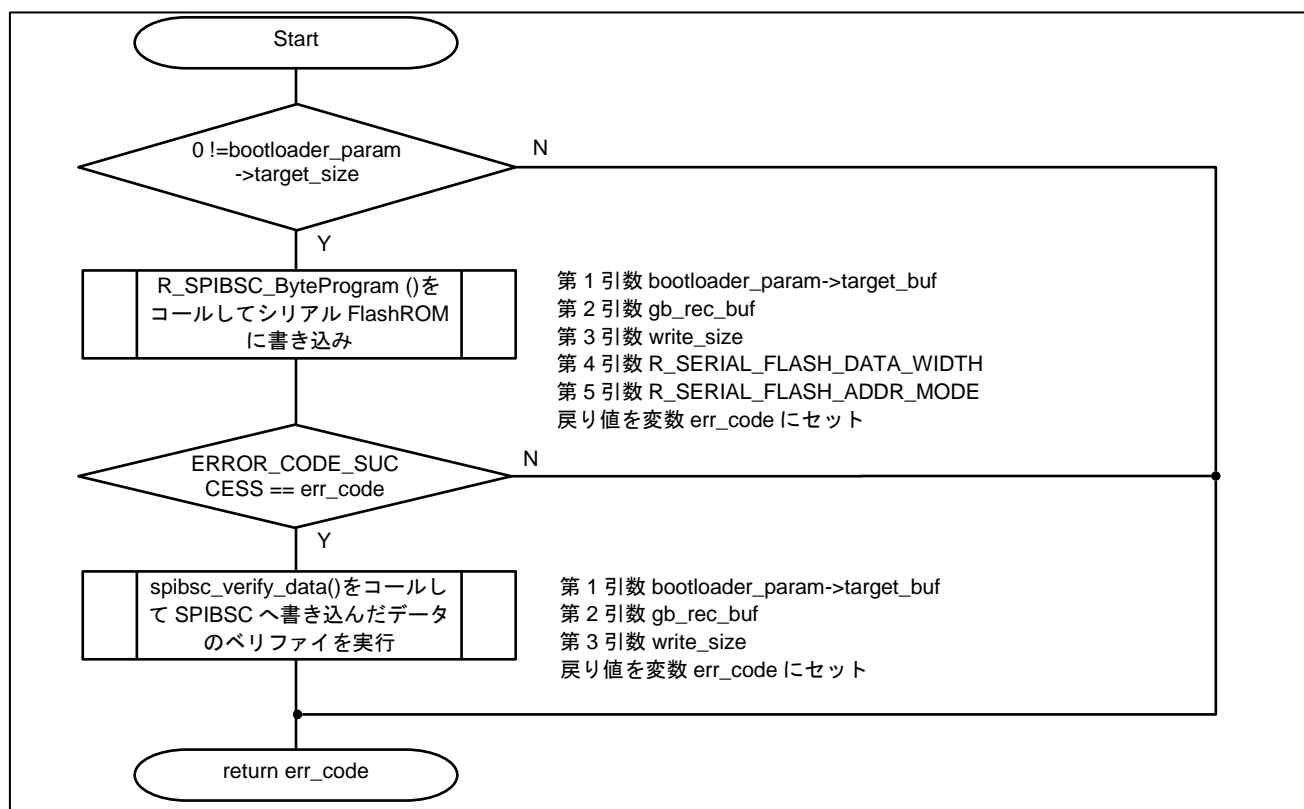 Start
0 !=bootloader_param
->target_size
N
Y
R_SPIBSC_ByteProgram ()を
コールしてシリアル FlashROM
に書き込み
第 1 引数 bootloader_param->target_buf
第 2 引数 gb_rec_buf
第 3 引数 write_size
第 4 引数 R_SERIAL_FLASH_DATA_WIDTH
第 5 引数 R_SERIAL_FLASH_ADDR_MODE
戻り値を変数 err_code にセット
ERROR_CODE_SUC
CESS == err_code
N
Y
spibsc_verify_data()をコールし
て SPIBSC へ書き込んだデータ
のベリファイを実行
第 1 引数 bootloader_param->target_buf
第 2 引数 gb_rec_buf
第 3 引数 write_size
戻り値を変数 err_code にセット
return err_code